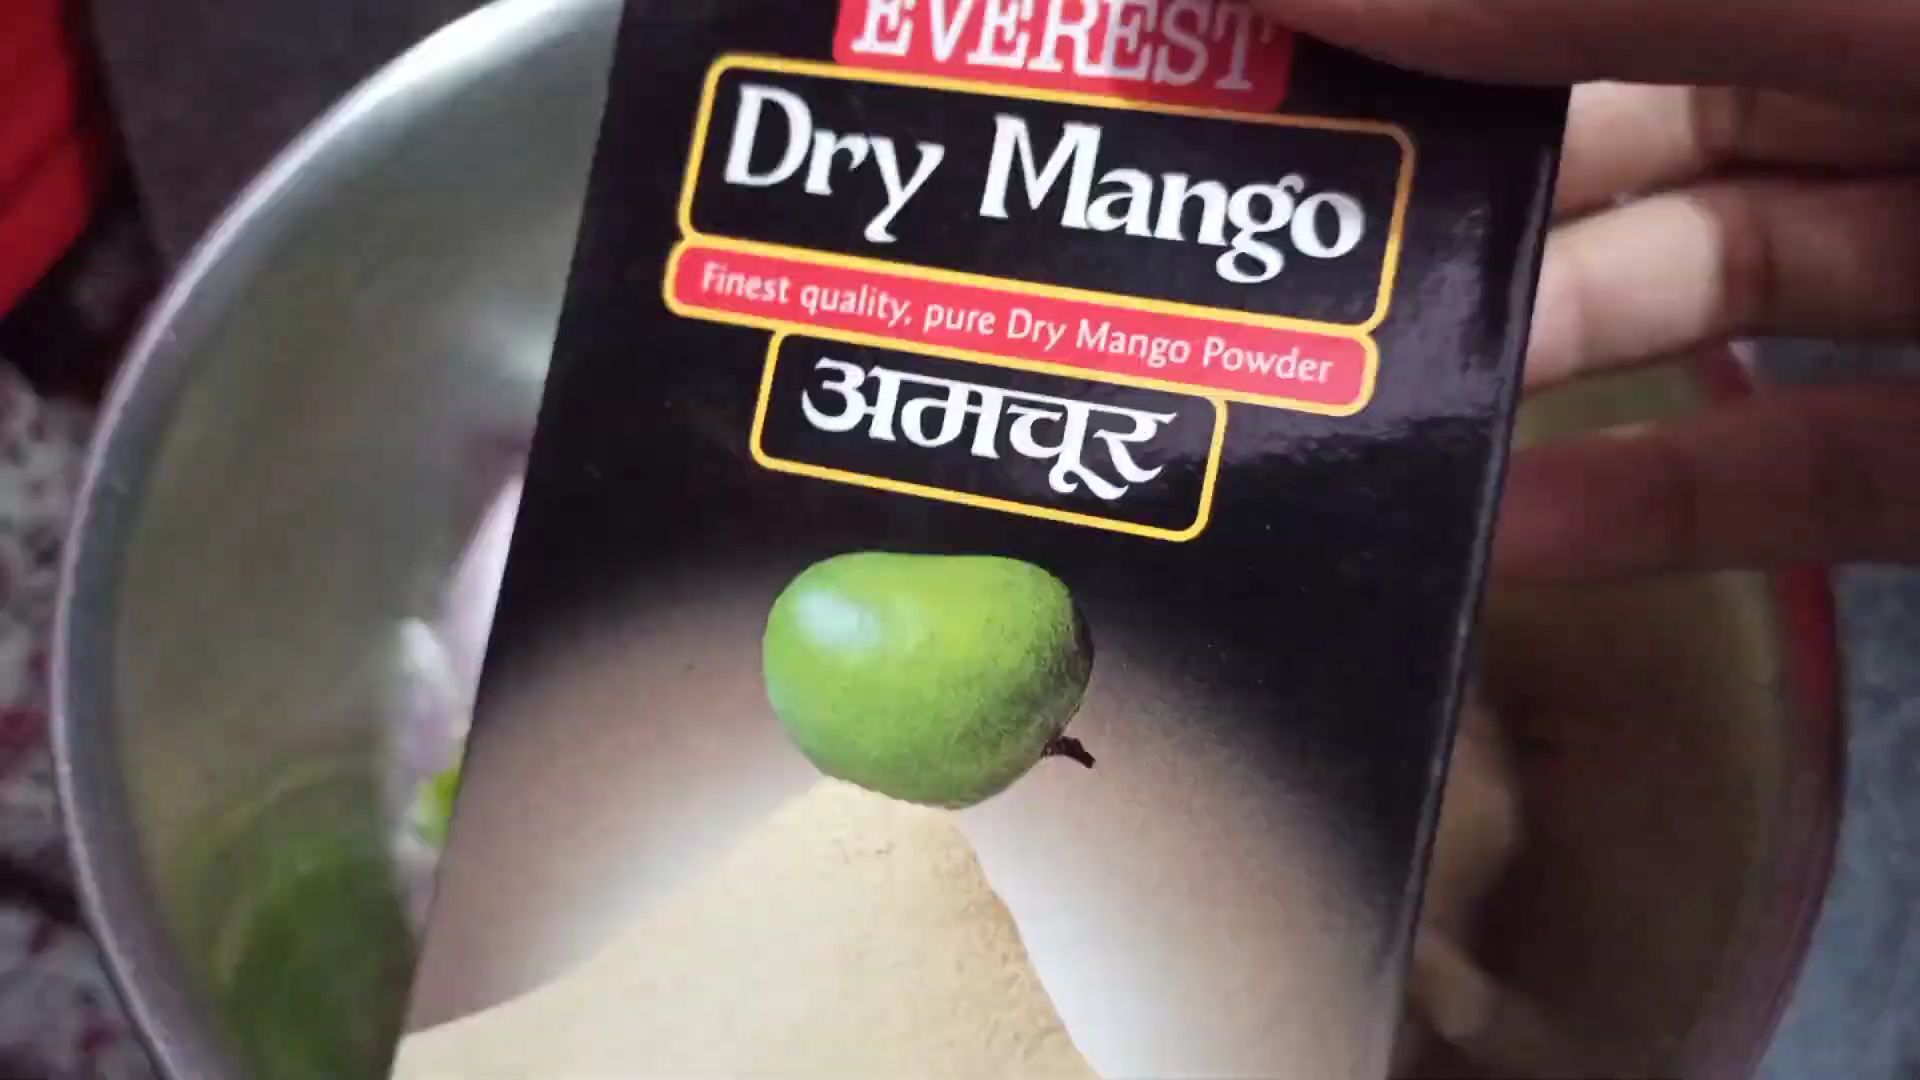 EVEREST
Dry Mango
Finest quality, pure Dry Mango Powder
अमचूर